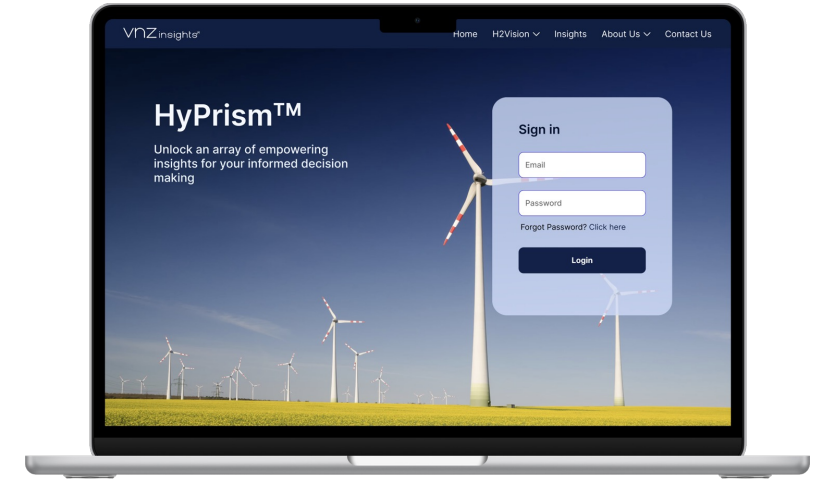 VNZ insights®
Home H2Vision Insights About Us Contact Us
HyPrism™
Unlock an array of empowering
insights for your informed decision
making
Sign in
Email
Password
Forgot Password? Click here
Login